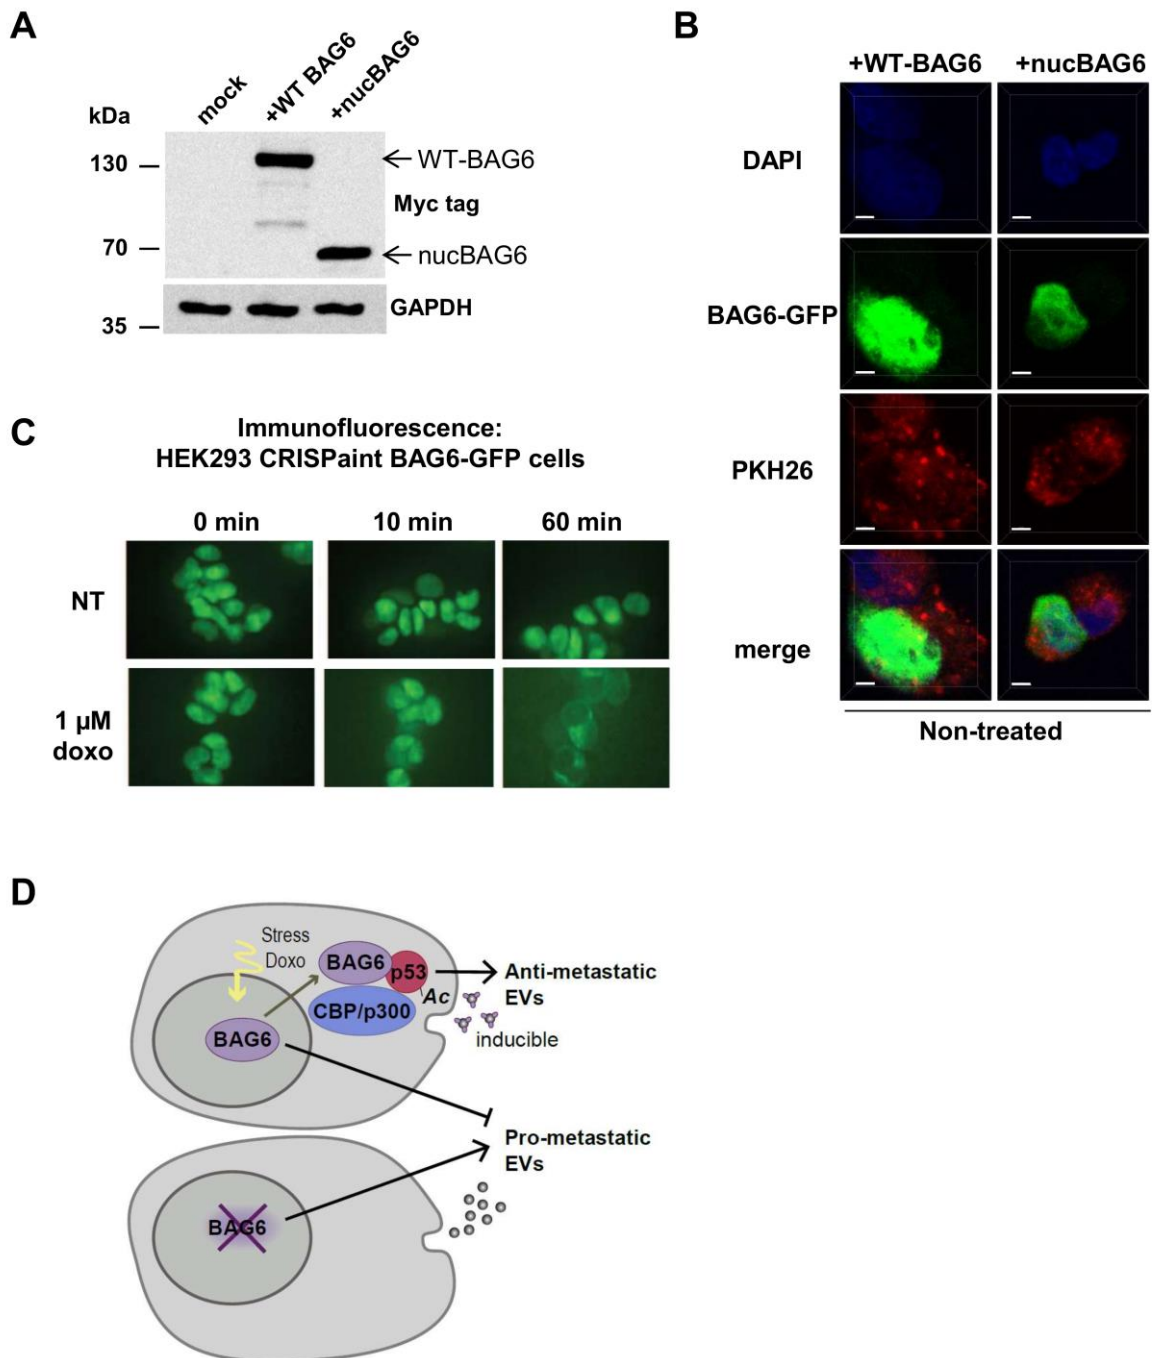 A
mock
+WT BAG6
+nucBAG6
kDa
130
WT-BAG6
Myc tag
70
nucBAG6
GAPDH
35
B
+WT-BAG6
+nucBAG6
DAPI
BAG6-GFP
PKH26
merge
Non-treated
C
Immunofluorescence:
HEK293 CRISPaint BAG6-GFP cells
0 min
10 min
60 min
NT
1 µM
doxo
D
Stress
Doxo
BAG6
p53
Ac
CBP/p300
BAG6
Anti-metastatic
EVs
inducible
Pro-metastatic
EVs
BAG6